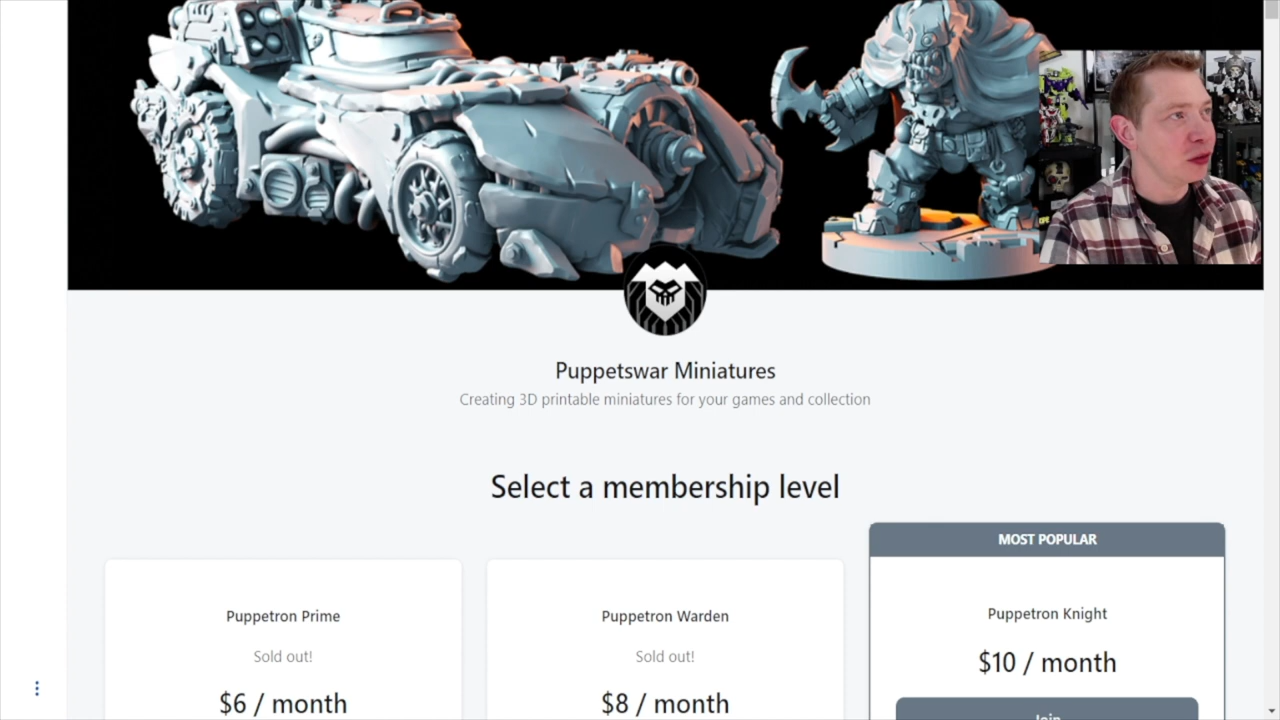 Puppetswar Miniatures
Creating 3D printable miniatures for your games and collection
Select a membership level
MOST POPULAR
Puppetron Prime
Sold out!
$6 / month
Puppetron Warden
Sold out!
$8 / month
Puppetron Knight
$10 / month
Join